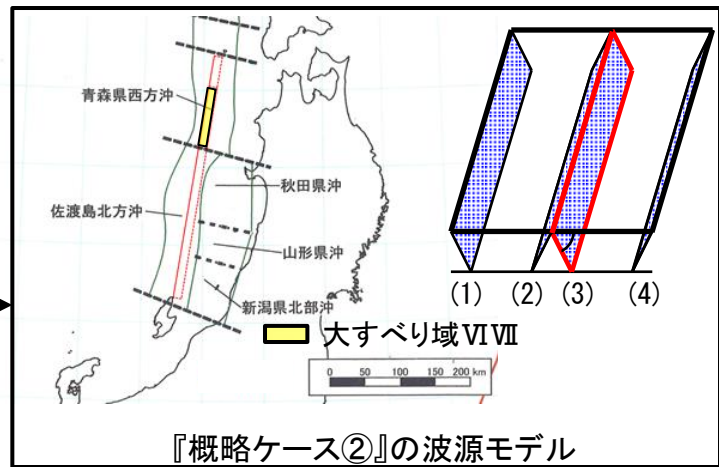 青森県西方沖
秋田県沖
佐渡島北方沖
山形県沖
新潟県北部沖
大すべり域ⅥⅦ
0 50 100 150 200 km
(1) (2) (3) (4)
『概略ケース②』の波源モデル